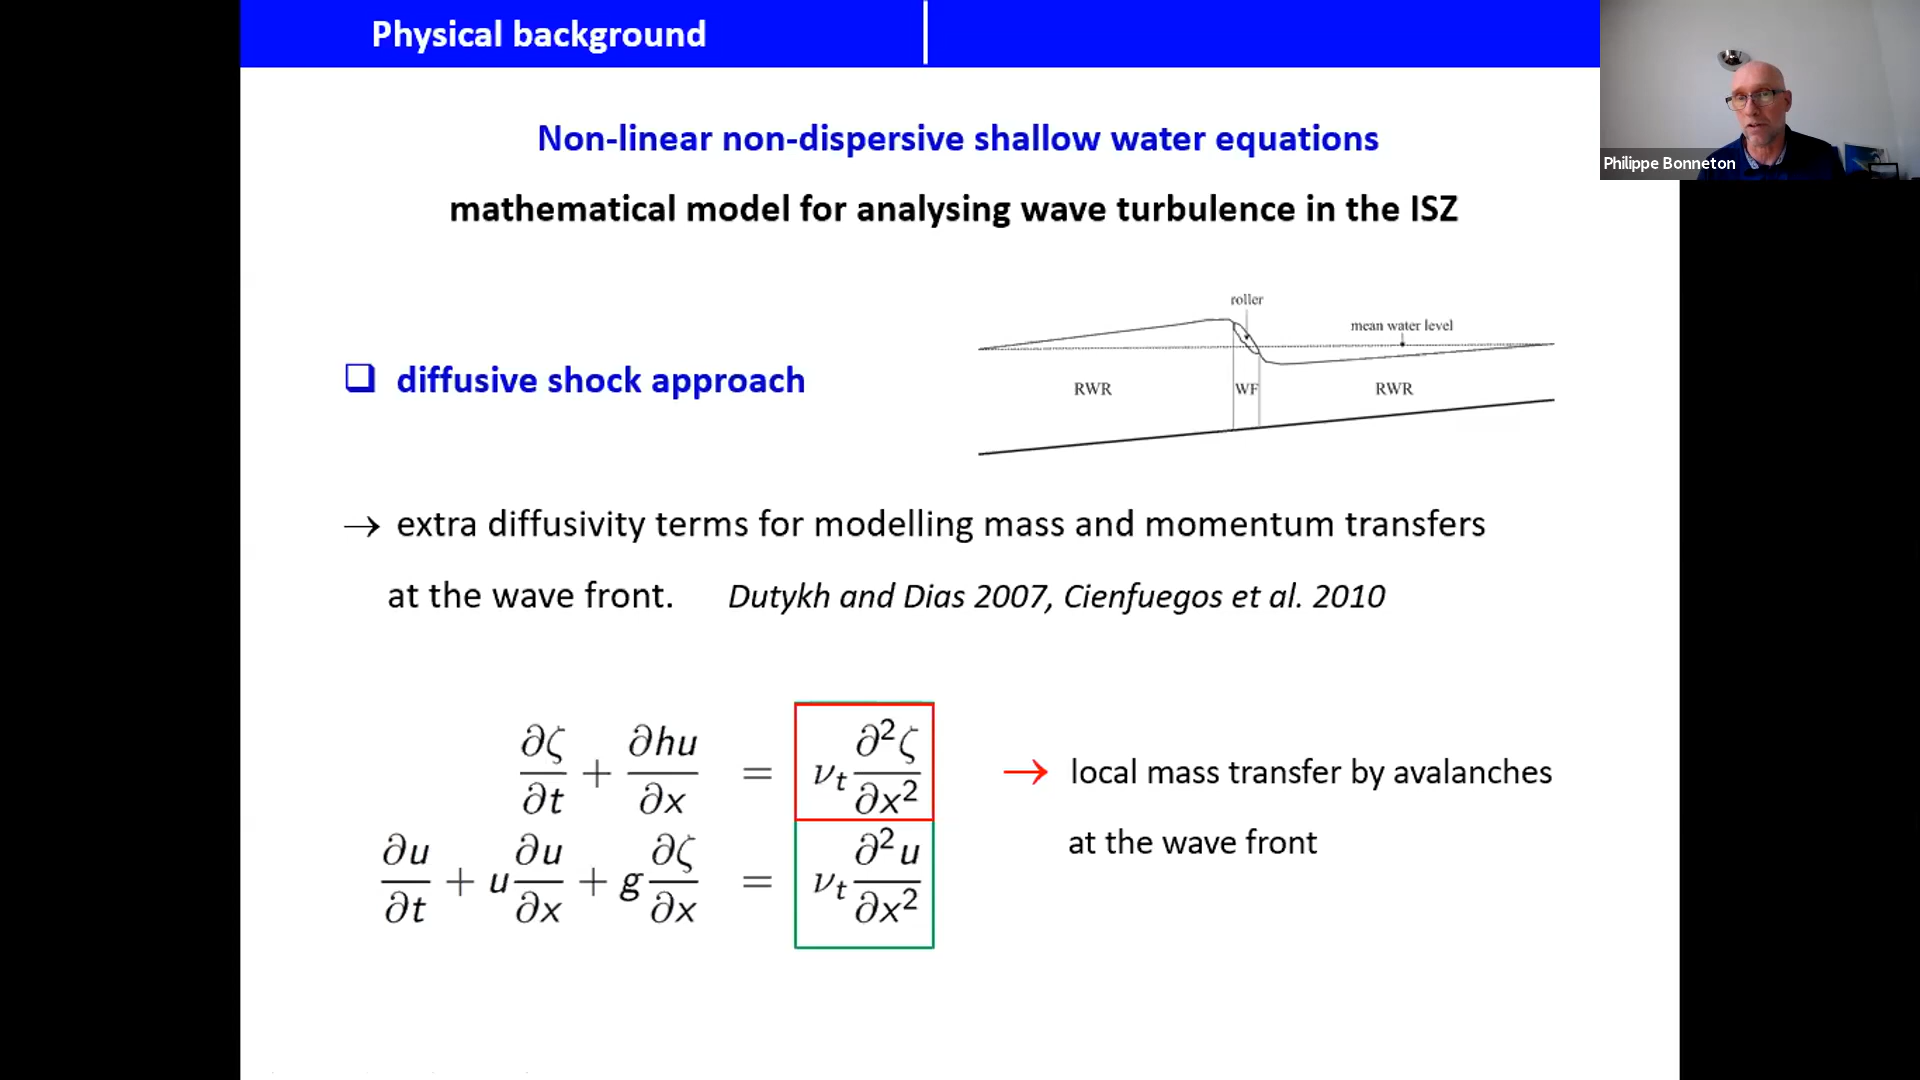 Physical background
Philippe Bonneton
Non-linear non-dispersive shallow water equations
mathematical model for analysing wave turbulence in the ISZ
roller
mean water level
❑ diffusive shock approach
RWR WF RWR
→ extra diffusivity terms for modelling mass and momentum transfers
at the wave front. Dutykh and Dias 2007, Cienfuegos et al. 2010
∂ζ/∂t + ∂hu/∂x = ν_t ∂²ζ/∂x² → local mass transfer by avalanches
at the wave front
∂u/∂t + u ∂u/∂x + g ∂ζ/∂x = ν_t ∂²u/∂x²